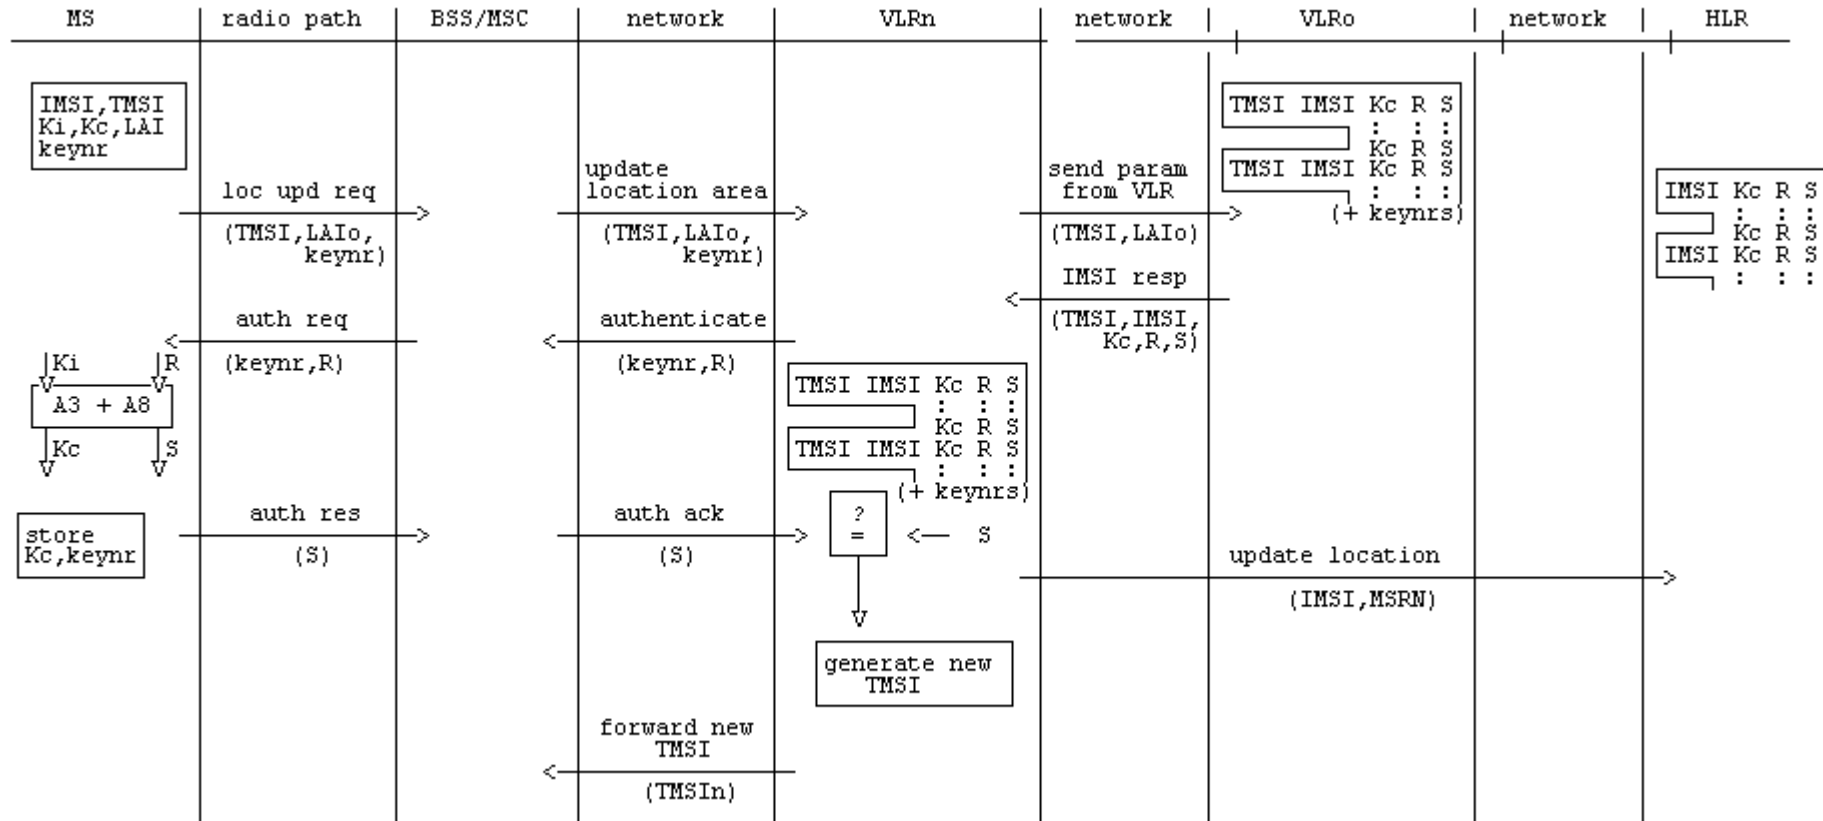 MS radio path BSS/MSC network VLRn network VLRo network HLR
IMSI,TMSI
Ki,Kc,LAI
keynr
TMSI IMSI Kc R S
: : :
Kc R S
TMSI IMSI Kc R S
: : :
(+ keynrs)
IMSI Kc R S
: : :
Kc R S
IMSI Kc R S
: : :
loc upd req
(TMSI,LAIo,
keynr)
update
location area
(TMSI,LAIo,
keynr)
send param
from VLR
(TMSI,LAIo)
IMSI resp
(TMSI,IMSI,
Kc,R,S)
auth req
(keynr,R)
authenticate
(keynr,R)
Ki R
A3 + A8
Kc S
TMSI IMSI Kc R S
: : :
Kc R S
TMSI IMSI Kc R S
: : :
(+ keynrs)
store
Kc,keynr
auth res
(S)
auth ack
(S)
?
=
S
update location
(IMSI,MSRN)
generate new
TMSI
forward new
TMSI
(TMSIn)